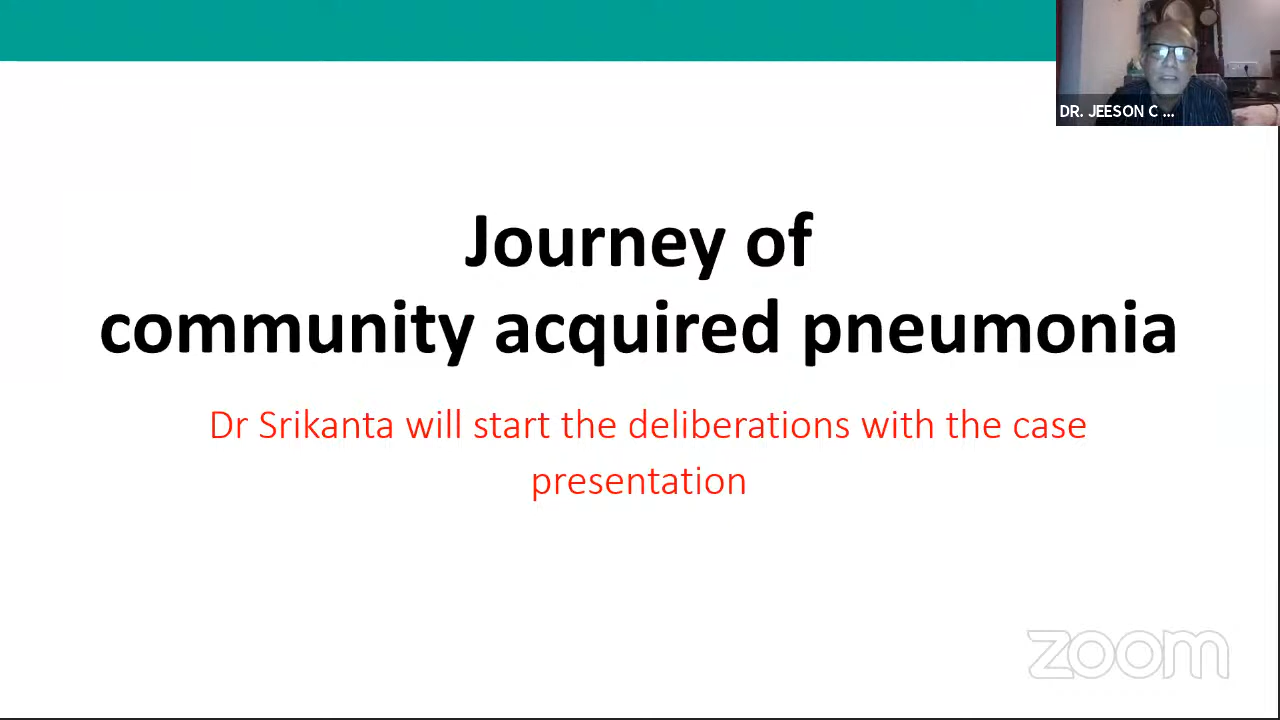 DR. JEESON C ...
Journey of
community acquired pneumonia
Dr Srikanta will start the deliberations with the case
presentation
zoom